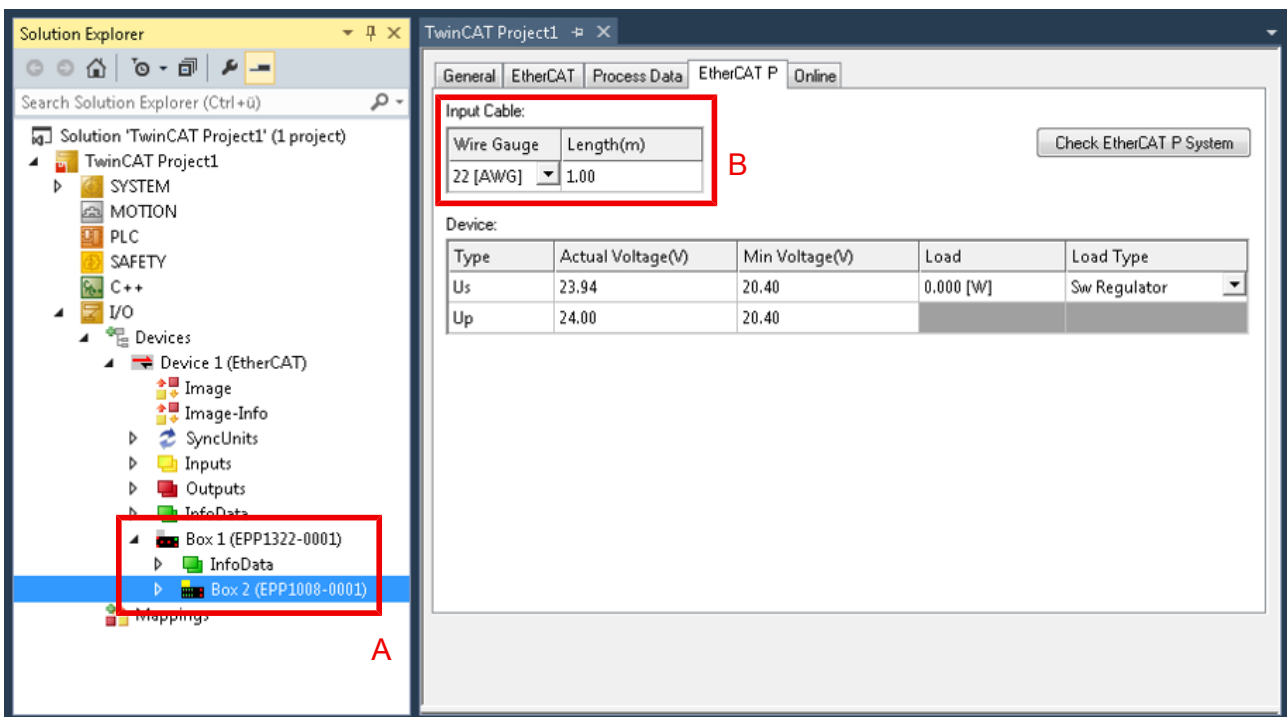 Solution Explorer
Search Solution Explorer (Ctrl+ü)
Solution 'TwinCAT Project1' (1 project)
TwinCAT Project1
SYSTEM
MOTION
PLC
SAFETY
C++
I/O
Devices
Device 1 (EtherCAT)
Image
Image-Info
SyncUnits
Inputs
Outputs
InfoData
Box 1 (EPP1322-0001)
InfoData
Box 2 (EPP1008-0001)
Mappings
A
TwinCAT Project1
General EtherCAT Process Data EtherCAT P Online
Input Cable:
Wire Gauge Length(m)
22 [AWG] 1.00
B
Check EtherCAT P System
Device:
Type Actual Voltage(V) Min Voltage(V) Load Load Type
Us 23.94 20.40 0.000 [W] Sw Regulator
Up 24.00 20.40